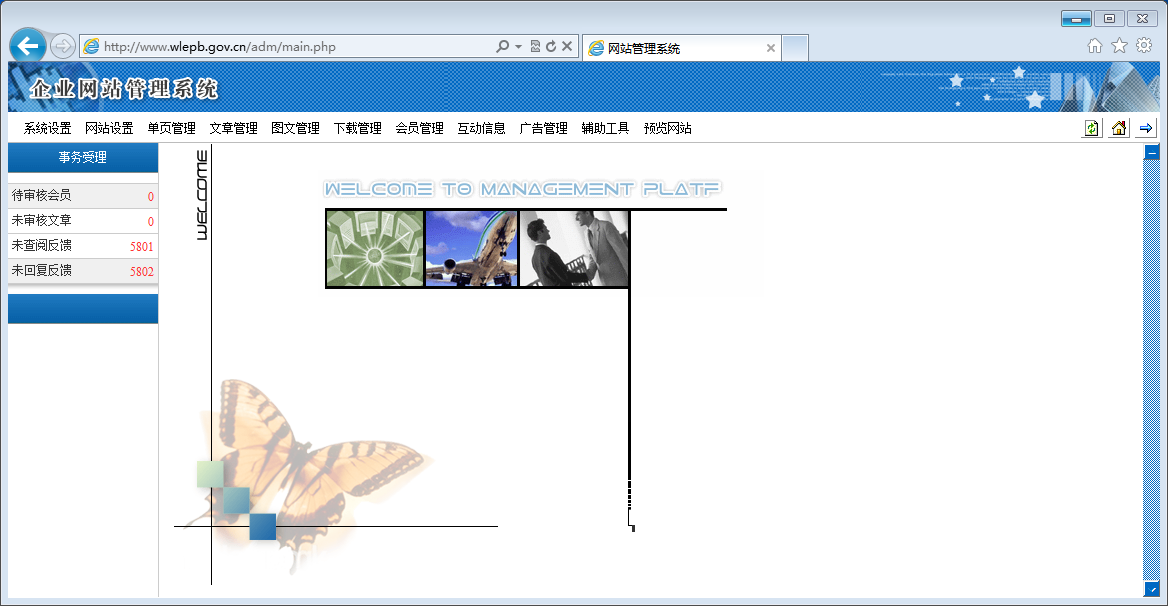 http://www.wlepb.gov.cn/adm/main.php
网站管理系统
企业网站管理系统
系统设置 网站设置 单页管理 文章管理 图文管理 下载管理 会员管理 互动信息 广告管理 辅助工具 预览网站
事务受理
待审核会员 0
未审核文章 0
未查阅反馈 5801
未回复反馈 5802
WELCOME
WELCOME TO MANAGEMENT PLATF